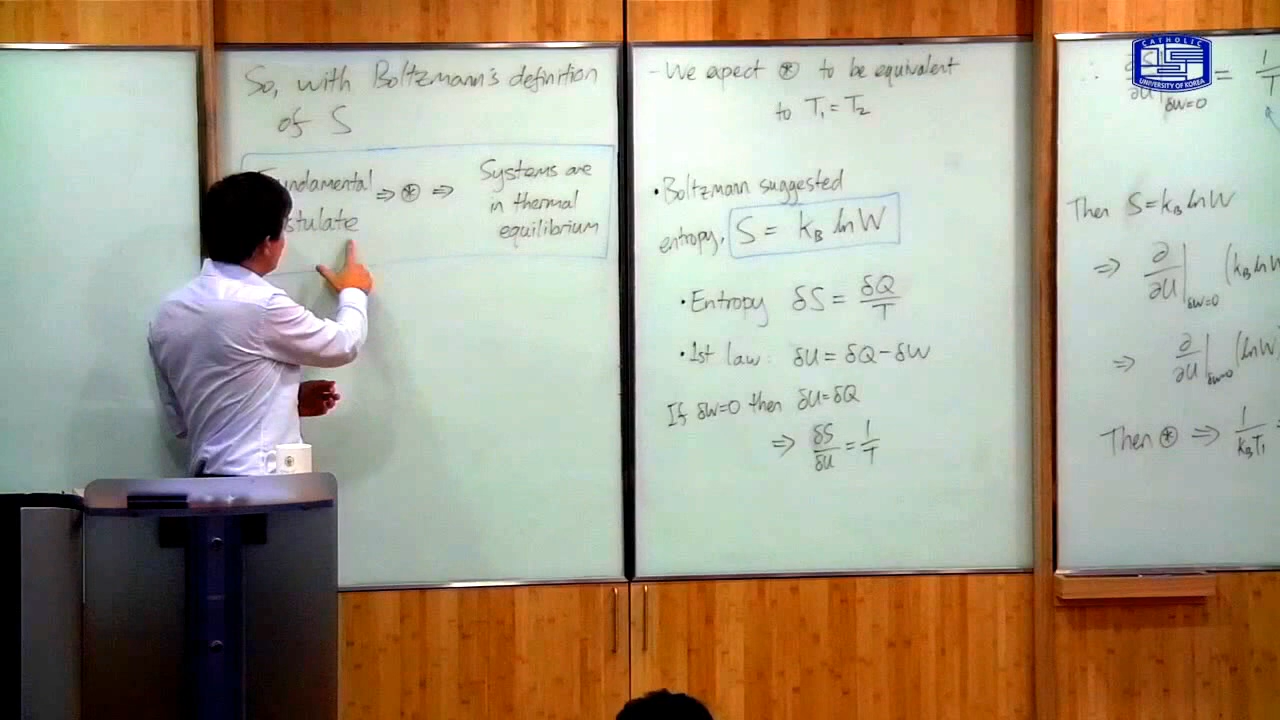 So, with Boltzmann's definition
of S
Fundamental
⇒ ⊛ ⇒
Systems are
in thermal
equilibrium
- We expect ⊛ to be equivalent
to T₁ = T₂
• Boltzmann suggested
entropy, S = k_B ln W
• Entropy δS = δQ/T
• 1st law: δU = δQ - δW
If δW=0 then δU = δQ
⇒ δS/δU = 1/T
∴ ∂S/∂U|δW=0 = 1/T
Then S = k_B ln W
⇒ ∂/∂U|δW=0 (k_B ln W
⇒ ∂/∂U|δW=0 (ln W
Then ⊛ ⇒ 1/k_B T₁ =
CATHOLIC
UNIVERSITY OF KOREA